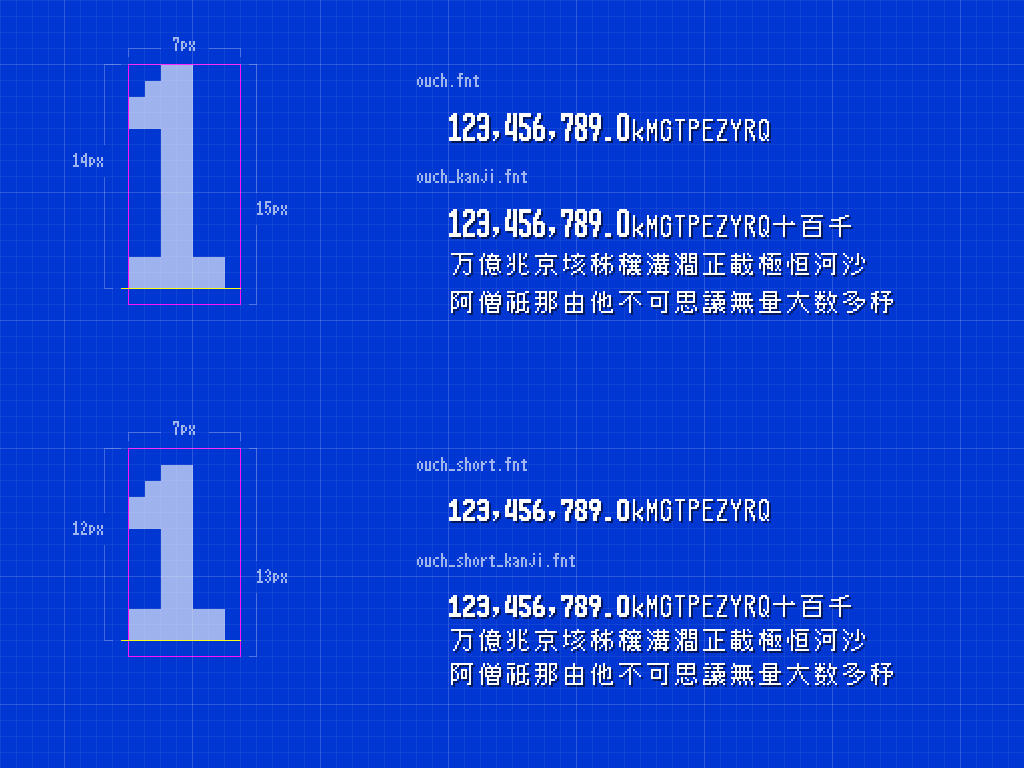 7px
14px
15px
ouch.fnt
123,456,789.0kMGTPEZYRQ
ouch_kanji.fnt
123,456,789.0kMGTPEZYRQ十百千
万億兆京垓秭穰溝澗正載極恒河沙
阿僧祇那由他不可思議無量大数多秭
7px
12px
13px
ouch_short.fnt
123,456,789.0kMGTPEZYRQ
ouch_short_kanji.fnt
123,456,789.0kMGTPEZYRQ十百千
万億兆京垓秭穰溝澗正載極恒河沙
阿僧祇那由他不可思議無量大数多秭